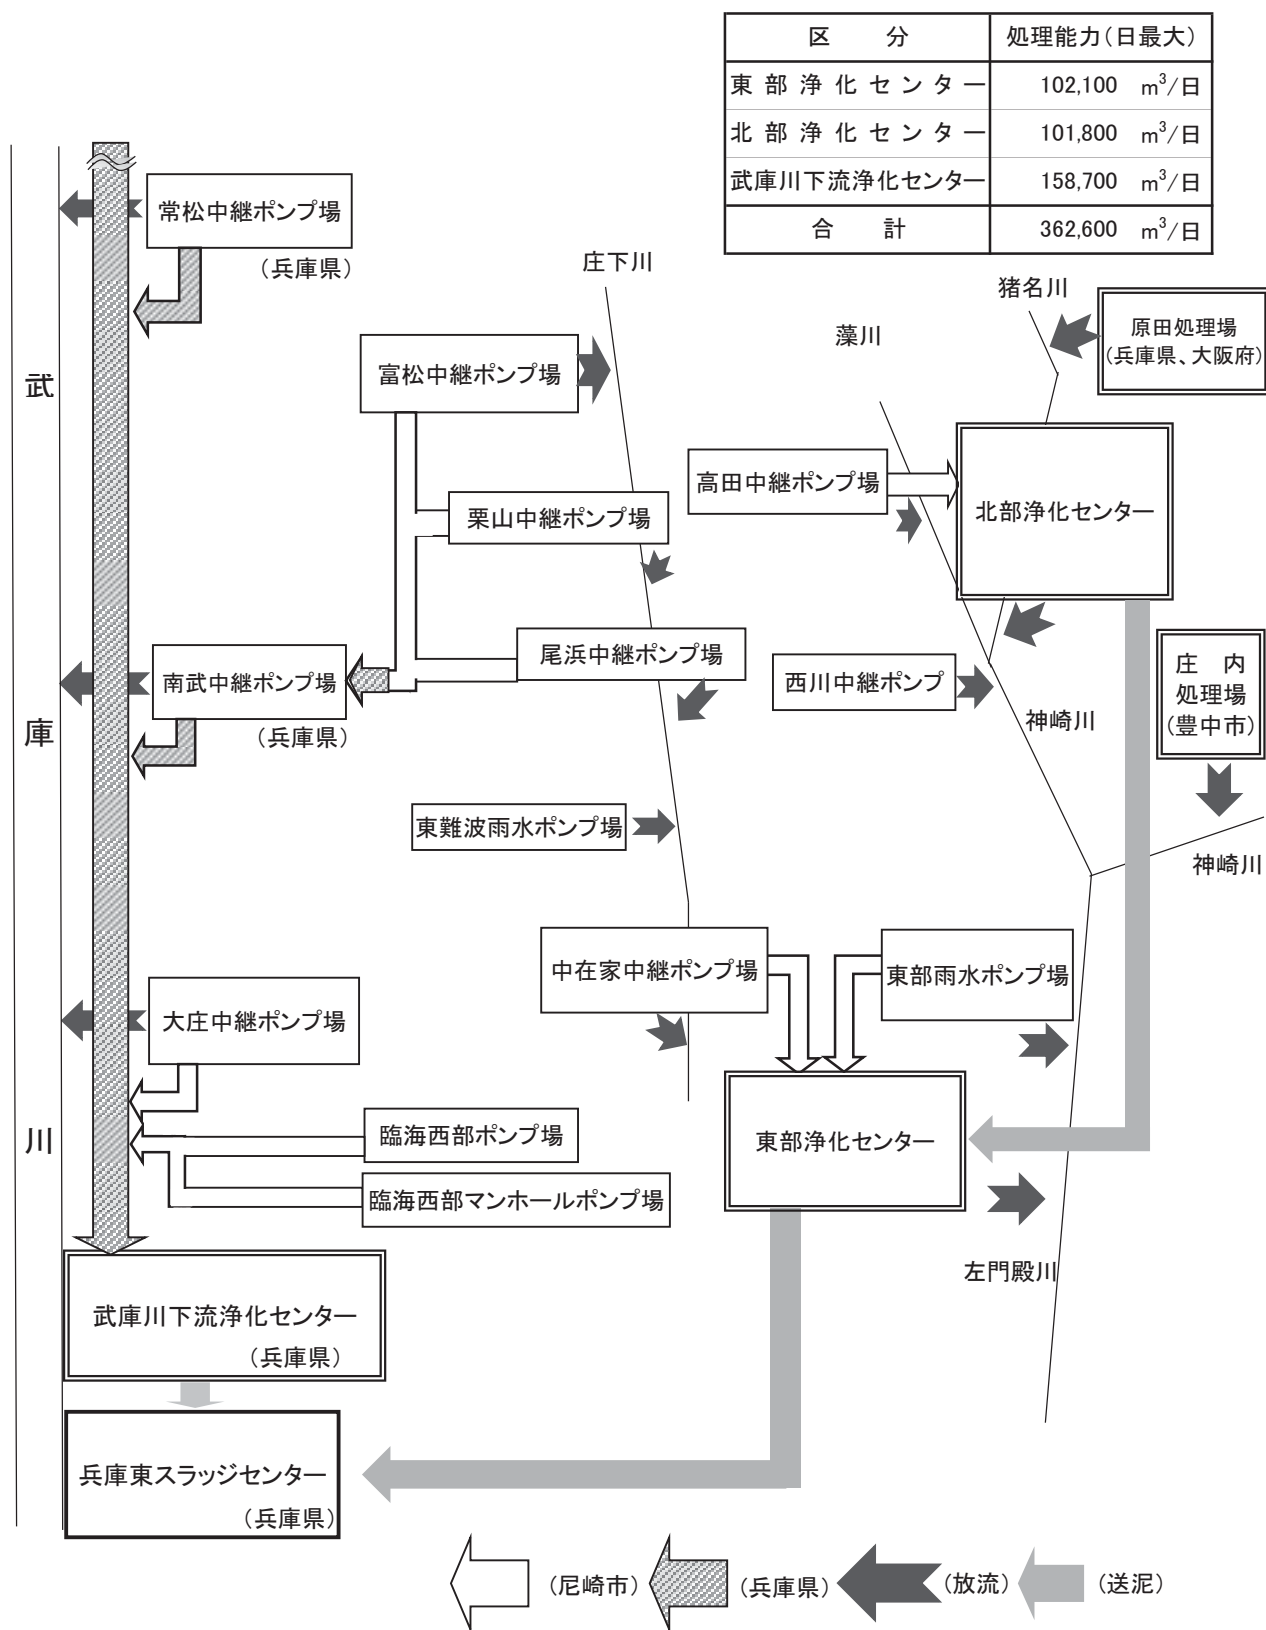 区　　分　処理能力(日最大)
東部浄化センター　102,100　m³/日
北部浄化センター　101,800　m³/日
武庫川下流浄化センター　158,700　m³/日
合　　計　362,600　m³/日
常松中継ポンプ場
(兵庫県)
庄下川
猪名川
藻川
原田処理場
(兵庫県、大阪府)
富松中継ポンプ場
武
庫
川
高田中継ポンプ場
北部浄化センター
栗山中継ポンプ場
尾浜中継ポンプ場
南武中継ポンプ場
(兵庫県)
西川中継ポンプ
神崎川
庄　内
処理場
(豊中市)
東難波雨水ポンプ場
神崎川
中在家中継ポンプ場
東部雨水ポンプ場
大庄中継ポンプ場
臨海西部ポンプ場
東部浄化センター
臨海西部マンホールポンプ場
左門殿川
武庫川下流浄化センター
(兵庫県)
兵庫東スラッジセンター
(兵庫県)
(尼崎市)
(兵庫県)
(放流)
(送泥)